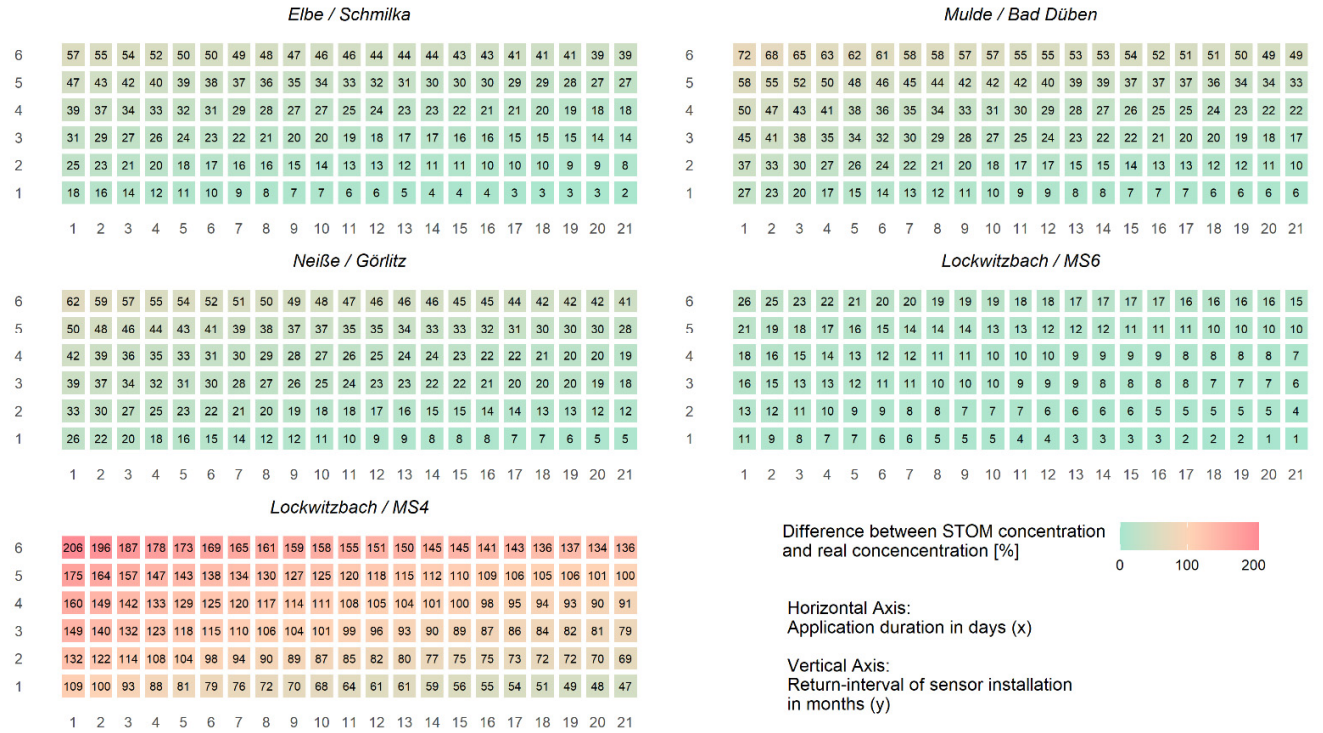 Elbe / Schmilka
6 57 55 54 52 50 50 49 48 47 46 46 44 44 43 43 41 41 41 39 39
5 47 43 42 40 39 38 37 36 35 34 33 32 31 30 30 30 29 29 28 27 27
4 39 37 34 33 32 31 29 28 27 27 25 24 23 23 22 21 21 20 19 18 18
3 31 29 27 26 24 23 22 21 20 20 19 18 17 17 16 16 15 15 15 14 14
2 25 23 21 20 18 17 16 16 15 14 13 13 12 11 11 10 10 10 9 9 8
1 18 16 14 12 11 10 9 8 7 7 6 6 5 4 4 4 3 3 3 3 2
1 2 3 4 5 6 7 8 9 10 11 12 13 14 15 16 17 18 19 20 21
Mulde / Bad Düben
6 72 68 65 63 62 61 58 58 57 57 55 55 53 53 54 52 51 51 50 49 49
5 58 55 52 50 48 46 45 44 42 42 42 40 39 39 37 37 37 36 34 34 33
4 50 47 43 41 38 36 34 33 31 30 29 28 27 26 25 25 24 23 23 22 22
3 45 41 38 35 34 32 30 29 28 27 25 24 23 22 22 21 20 20 19 18 17
2 37 33 30 27 26 24 22 21 20 18 17 17 15 15 14 13 13 12 12 11 10
1 27 23 20 17 15 14 13 12 11 10 9 9 8 8 7 7 7 6 6 6 6
1 2 3 4 5 6 7 8 9 10 11 12 13 14 15 16 17 18 19 20 21
Neiße / Görlitz
6 62 59 57 55 54 52 51 50 49 48 47 46 46 46 45 45 44 42 42 42 41
5 50 48 46 44 43 41 39 38 37 37 35 35 34 33 33 32 31 30 30 30 28
4 42 39 36 35 33 31 30 29 28 27 26 25 24 24 23 22 22 21 20 20 19
3 39 37 34 32 31 30 28 27 26 25 24 23 23 22 22 21 20 20 20 19 18
2 33 30 27 25 23 22 21 20 19 18 18 17 16 15 15 14 14 13 13 12 12
1 26 22 20 18 16 15 14 12 12 11 10 9 9 8 8 8 7 7 6 5 5
1 2 3 4 5 6 7 8 9 10 11 12 13 14 15 16 17 18 19 20 21
Lockwitzbach / MS6
6 26 25 23 22 21 20 20 19 19 19 18 18 17 17 17 17 16 16 16 16 15
5 21 19 18 17 16 15 14 14 14 13 13 12 12 12 11 11 11 10 10 10 10
4 18 16 15 14 13 12 12 11 11 10 10 10 9 9 9 9 8 8 8 8 7
3 16 15 13 13 12 11 11 10 10 10 9 9 9 8 8 8 8 7 7 7 6
2 13 12 11 10 9 9 8 8 7 7 7 6 6 6 6 5 5 5 5 5 4
1 11 9 8 7 7 6 6 5 5 4 4 4 3 3 3 3 2 2 2 1 1
1 2 3 4 5 6 7 8 9 10 11 12 13 14 15 16 17 18 19 20 21
Lockwitzbach / MS4
6 206 196 187 178 173 169 165 161 159 158 155 151 150 145 145 141 143 136 137 134 136
5 175 164 157 147 143 138 134 130 127 125 120 118 115 112 110 109 106 105 106 101 100
4 160 149 142 133 129 125 120 117 114 111 108 105 104 101 100 98 95 94 93 90 91
3 149 140 132 123 118 115 110 106 104 101 99 96 93 90 89 87 86 84 82 81 79
2 132 122 114 108 104 98 94 90 89 87 85 82 80 77 75 75 73 72 72 70 69
1 109 100 93 88 81 79 76 72 70 68 64 61 61 59 56 55 54 51 49 48 47
1 2 3 4 5 6 7 8 9 10 11 12 13 14 15 16 17 18 19 20 21
Difference between STOM concentration
and real concencentration [%]
0 100 200
Horizontal Axis:
Application duration in days (x)
Vertical Axis:
Return-interval of sensor installation
in months (y)